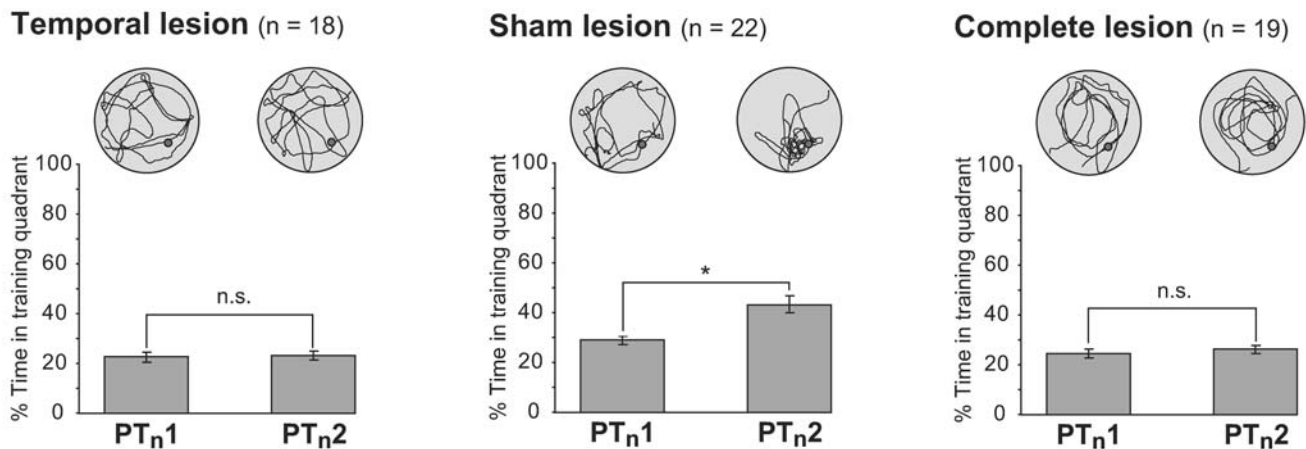 Temporal lesion (n = 18)
% Time in training quadrant
100
80
60
40
20
0
n.s.
PTn1 PTn2
Sham lesion (n = 22)
% Time in training quadrant
100
80
60
40
20
0
*
PTn1 PTn2
Complete lesion (n = 19)
% Time in training quadrant
100
80
60
40
20
0
n.s.
PTn1 PTn2